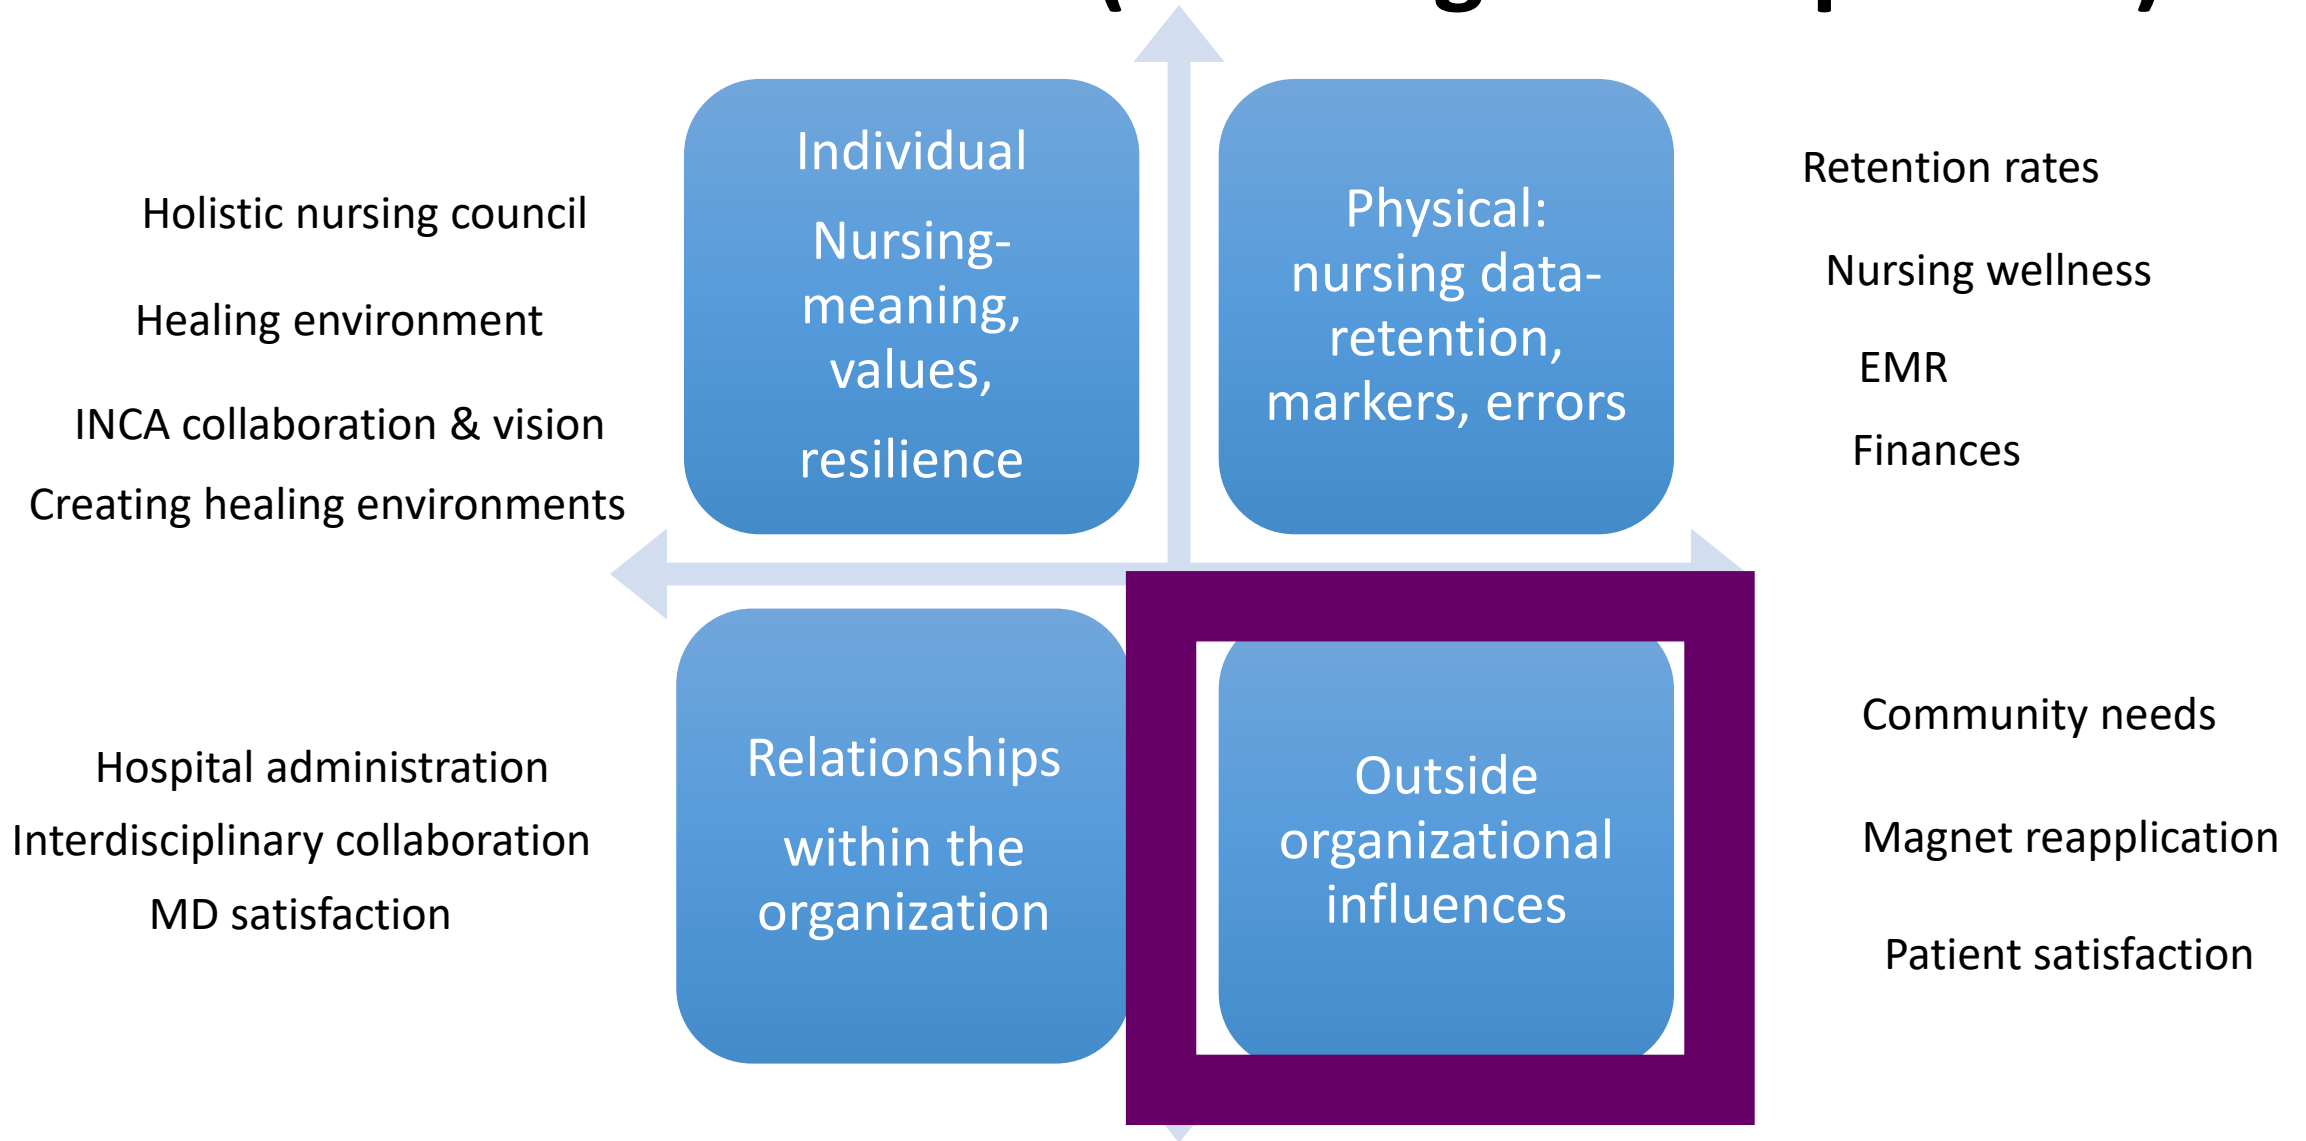 Holistic nursing council
Healing environment
INCA collaboration & vision
Creating healing environments
Individual
Nursing-
meaning,
values,
resilience
Physical:
nursing data-
retention,
markers, errors
Retention rates
Nursing wellness
EMR
Finances
Hospital administration
Interdisciplinary collaboration
MD satisfaction
Relationships
within the
organization
Outside
organizational
influences
Community needs
Magnet reapplication
Patient satisfaction